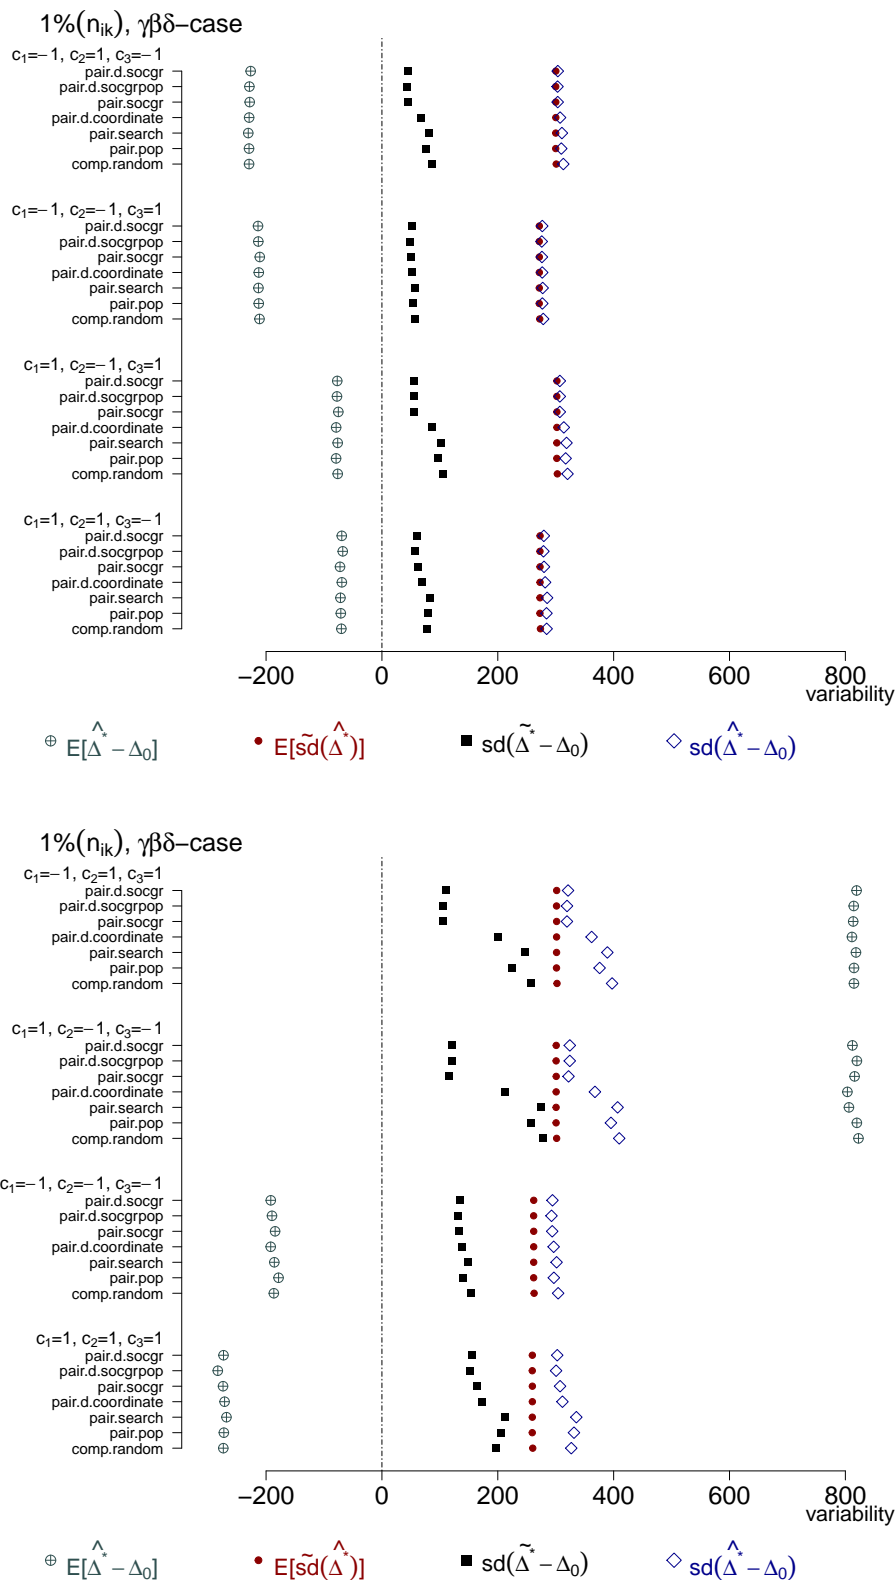 1%(nᵢₖ), γβδ−case
c₁=−1, c₂=1, c₃=−1
pair.d.socgr
pair.d.socgrpop
pair.socgr
pair.d.coordinate
pair.search
pair.pop
comp.random
c₁=−1, c₂=−1, c₃=1
pair.d.socgr
pair.d.socgrpop
pair.socgr
pair.d.coordinate
pair.search
pair.pop
comp.random
c₁=1, c₂=−1, c₃=1
pair.d.socgr
pair.d.socgrpop
pair.socgr
pair.d.coordinate
pair.search
pair.pop
comp.random
c₁=1, c₂=1, c₃=−1
pair.d.socgr
pair.d.socgrpop
pair.socgr
pair.d.coordinate
pair.search
pair.pop
comp.random
−200 0 200 400 600 800
variability
E[Δ̂* − Δ₀] E[s̃d(Δ̂*)] sd(Δ̃* − Δ₀) sd(Δ̂* − Δ₀)
1%(nᵢₖ), γβδ−case
c₁=−1, c₂=1, c₃=1
pair.d.socgr
pair.d.socgrpop
pair.socgr
pair.d.coordinate
pair.search
pair.pop
comp.random
c₁=1, c₂=−1, c₃=−1
pair.d.socgr
pair.d.socgrpop
pair.socgr
pair.d.coordinate
pair.search
pair.pop
comp.random
c₁=−1, c₂=−1, c₃=−1
pair.d.socgr
pair.d.socgrpop
pair.socgr
pair.d.coordinate
pair.search
pair.pop
comp.random
c₁=1, c₂=1, c₃=1
pair.d.socgr
pair.d.socgrpop
pair.socgr
pair.d.coordinate
pair.search
pair.pop
comp.random
−200 0 200 400 600 800
variability
E[Δ̂* − Δ₀] E[s̃d(Δ̂*)] sd(Δ̃* − Δ₀) sd(Δ̂* − Δ₀)